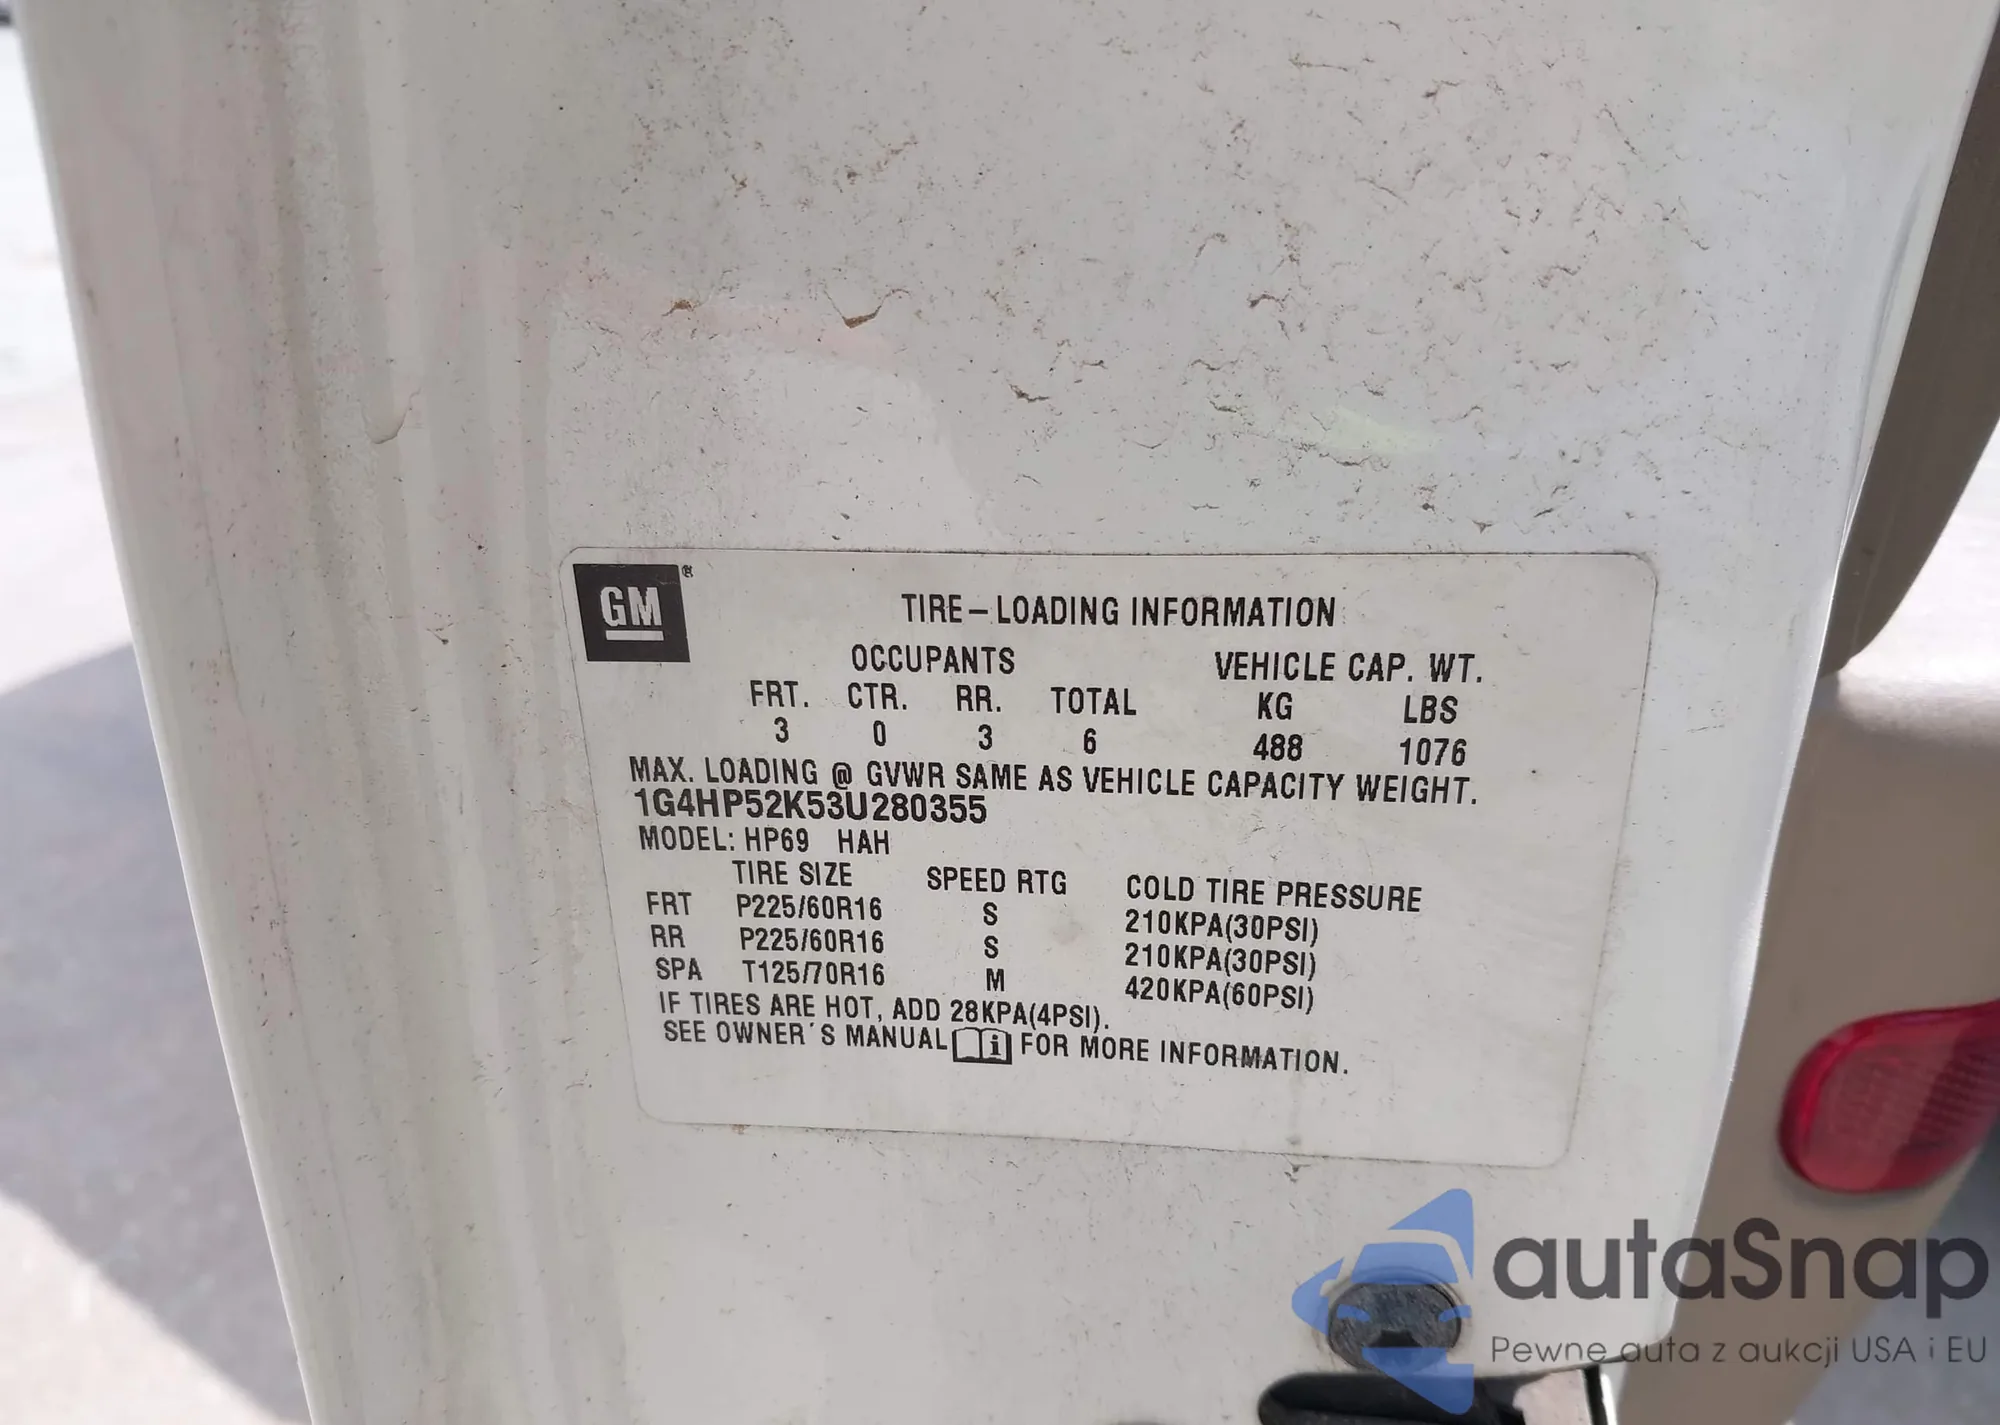 GM®
TIRE-LOADING INFORMATION
OCCUPANTS VEHICLE CAP. WT.
FRT. CTR. RR. TOTAL KG LBS
3 0 3 6 488 1076
MAX. LOADING @ GVWR SAME AS VEHICLE CAPACITY WEIGHT.
1G4HP52K53U280355
MODEL: HP69 HAH
TIRE SIZE SPEED RTG COLD TIRE PRESSURE
FRT P225/60R16 S 210KPA(30PSI)
RR P225/60R16 S 210KPA(30PSI)
SPA T125/70R16 M 420KPA(60PSI)
IF TIRES ARE HOT, ADD 28KPA(4PSI).
SEE OWNER'S MANUAL i FOR MORE INFORMATION.
autaSnap
Pewne auta z aukcji USA i EU